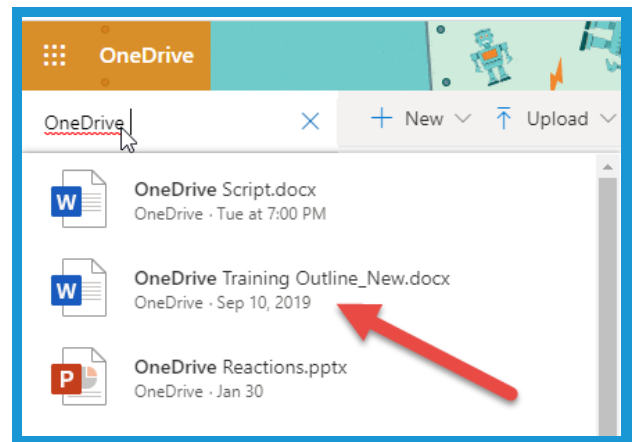 OneDrive
OneDrive
New
Upload
OneDrive Script.docx
OneDrive · Tue at 7:00 PM
OneDrive Training Outline_New.docx
OneDrive · Sep 10, 2019
OneDrive Reactions.pptx
OneDrive · Jan 30